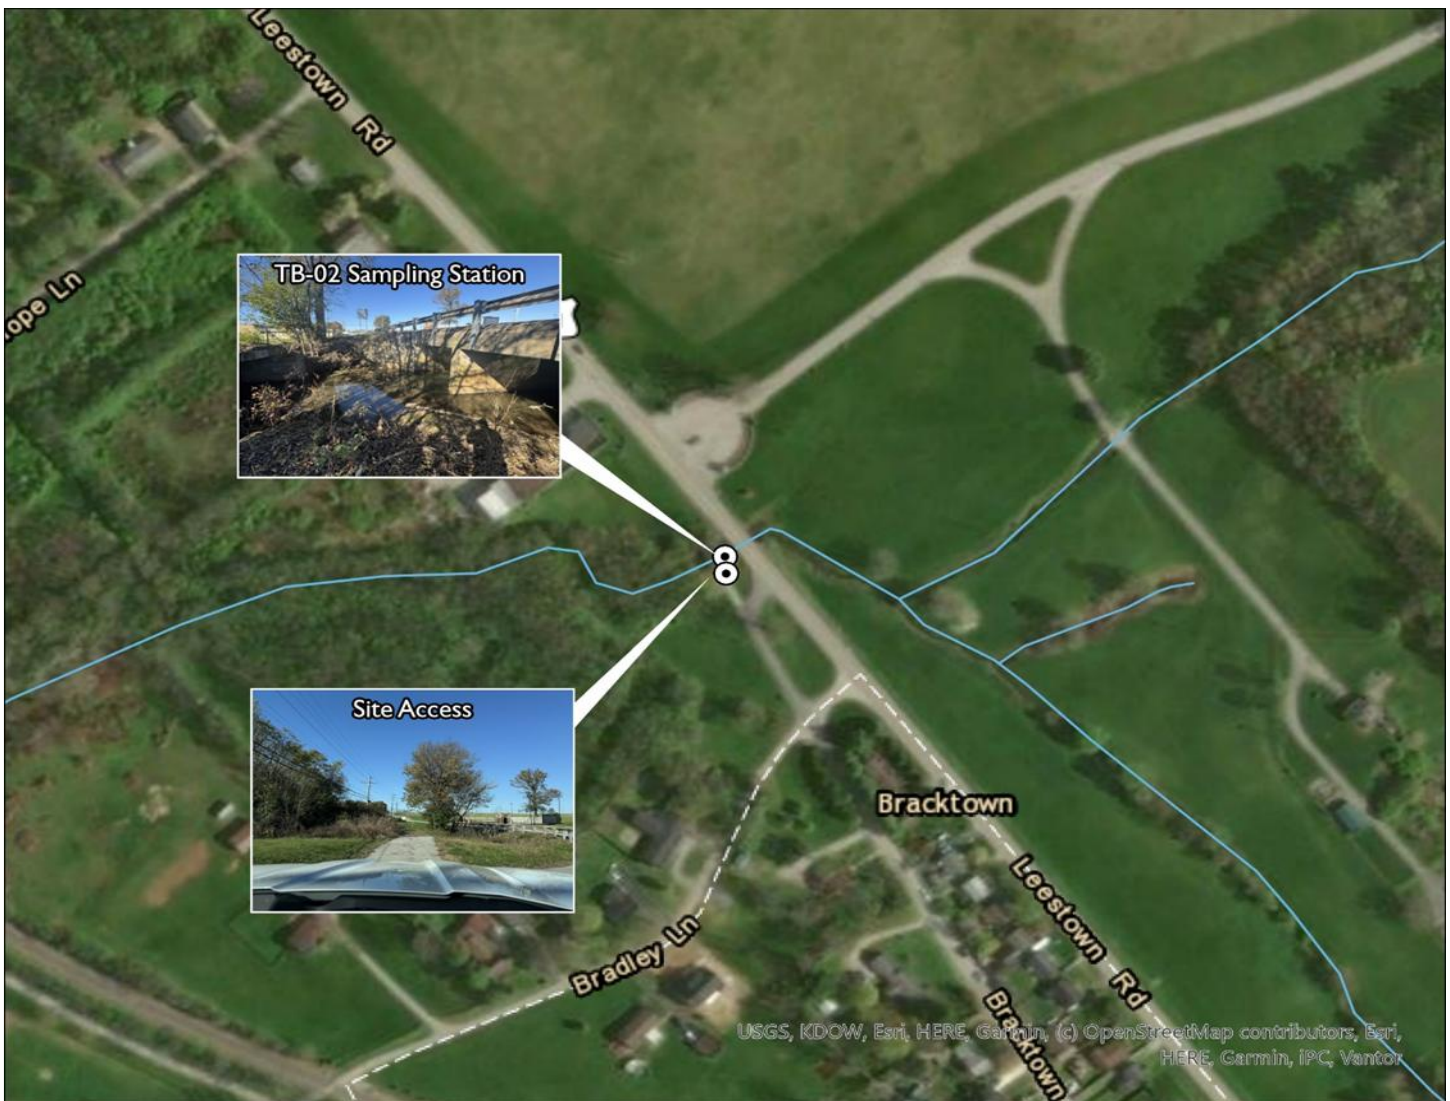 Leestown Rd
TB-02 Sampling Station
ope Ln
Site Access
Bracktown
Leestown Rd
Bradley Ln
Bracktown
USGS, KDOW, Esri, HERE, Garmin, (c) OpenStreetMap contributors, Esri,
HERE, Garmin, iPC, Vantor